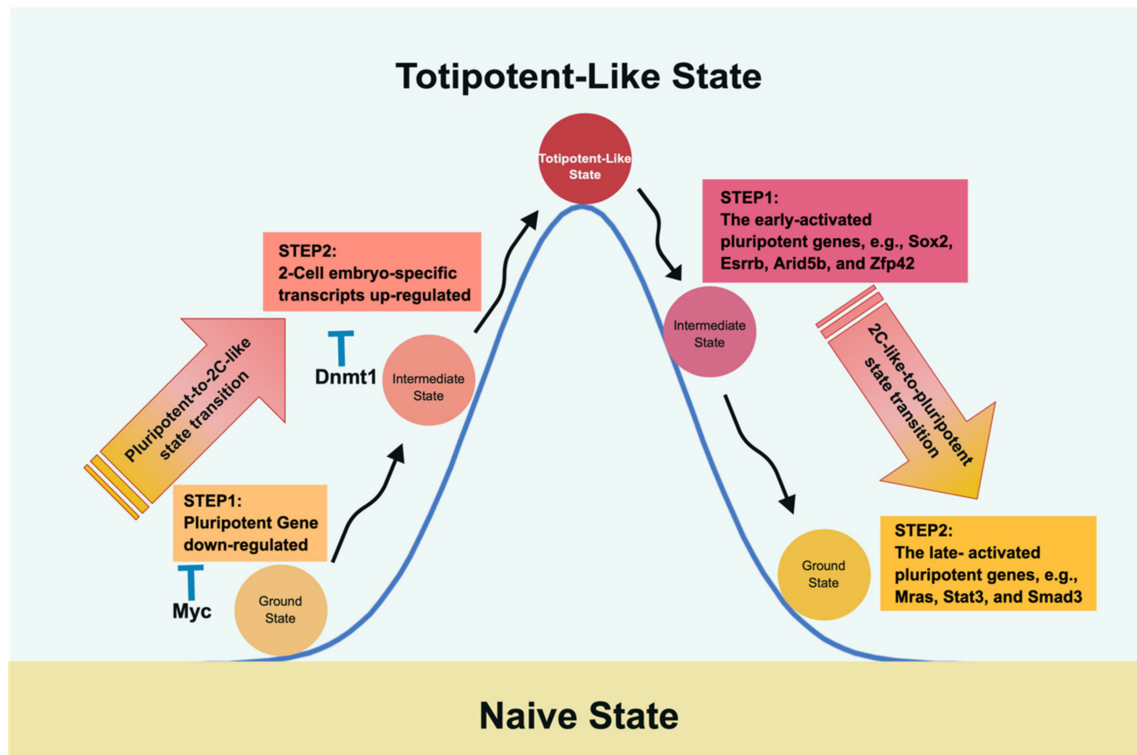 Totipotent-Like State
Totipotent-Like
State
STEP1:
The early-activated
pluripotent genes, e.g., Sox2,
Esrrb, Arid5b, and Zfp42
STEP2:
2-Cell embryo-specific
transcripts up-regulated
Intermediate
State
Dnmt1
Intermediate
State
Pluripotent-to-2C-like
state transition
2C-like-to-pluripotent
state transition
STEP1:
Pluripotent Gene
down-regulated
Myc
Ground
State
Ground
State
STEP2:
The late- activated
pluripotent genes, e.g.,
Mras, Stat3, and Smad3
Naive State